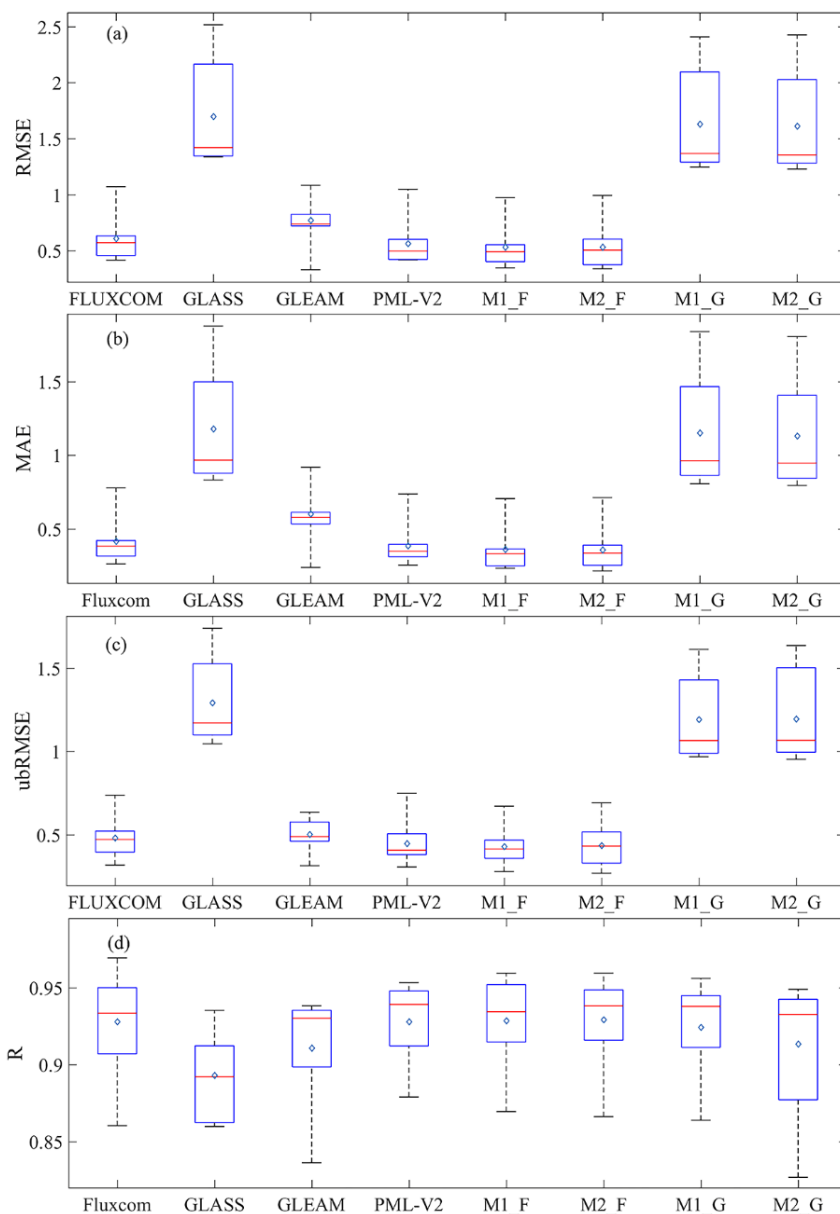 (a)
2.5
2
1.5
1
0.5
RMSE
FLUXCOM GLASS GLEAM PML-V2 M1_F M2_F M1_G M2_G
(b)
1.5
1
0.5
MAE
Fluxcom GLASS GLEAM PML-V2 M1_F M2_F M1_G M2_G
(c)
1.5
1
0.5
ubRMSE
FLUXCOM GLASS GLEAM PML-V2 M1_F M2_F M1_G M2_G
(d)
0.95
0.9
0.85
R
Fluxcom GLASS GLEAM PML-V2 M1_F M2_F M1_G M2_G